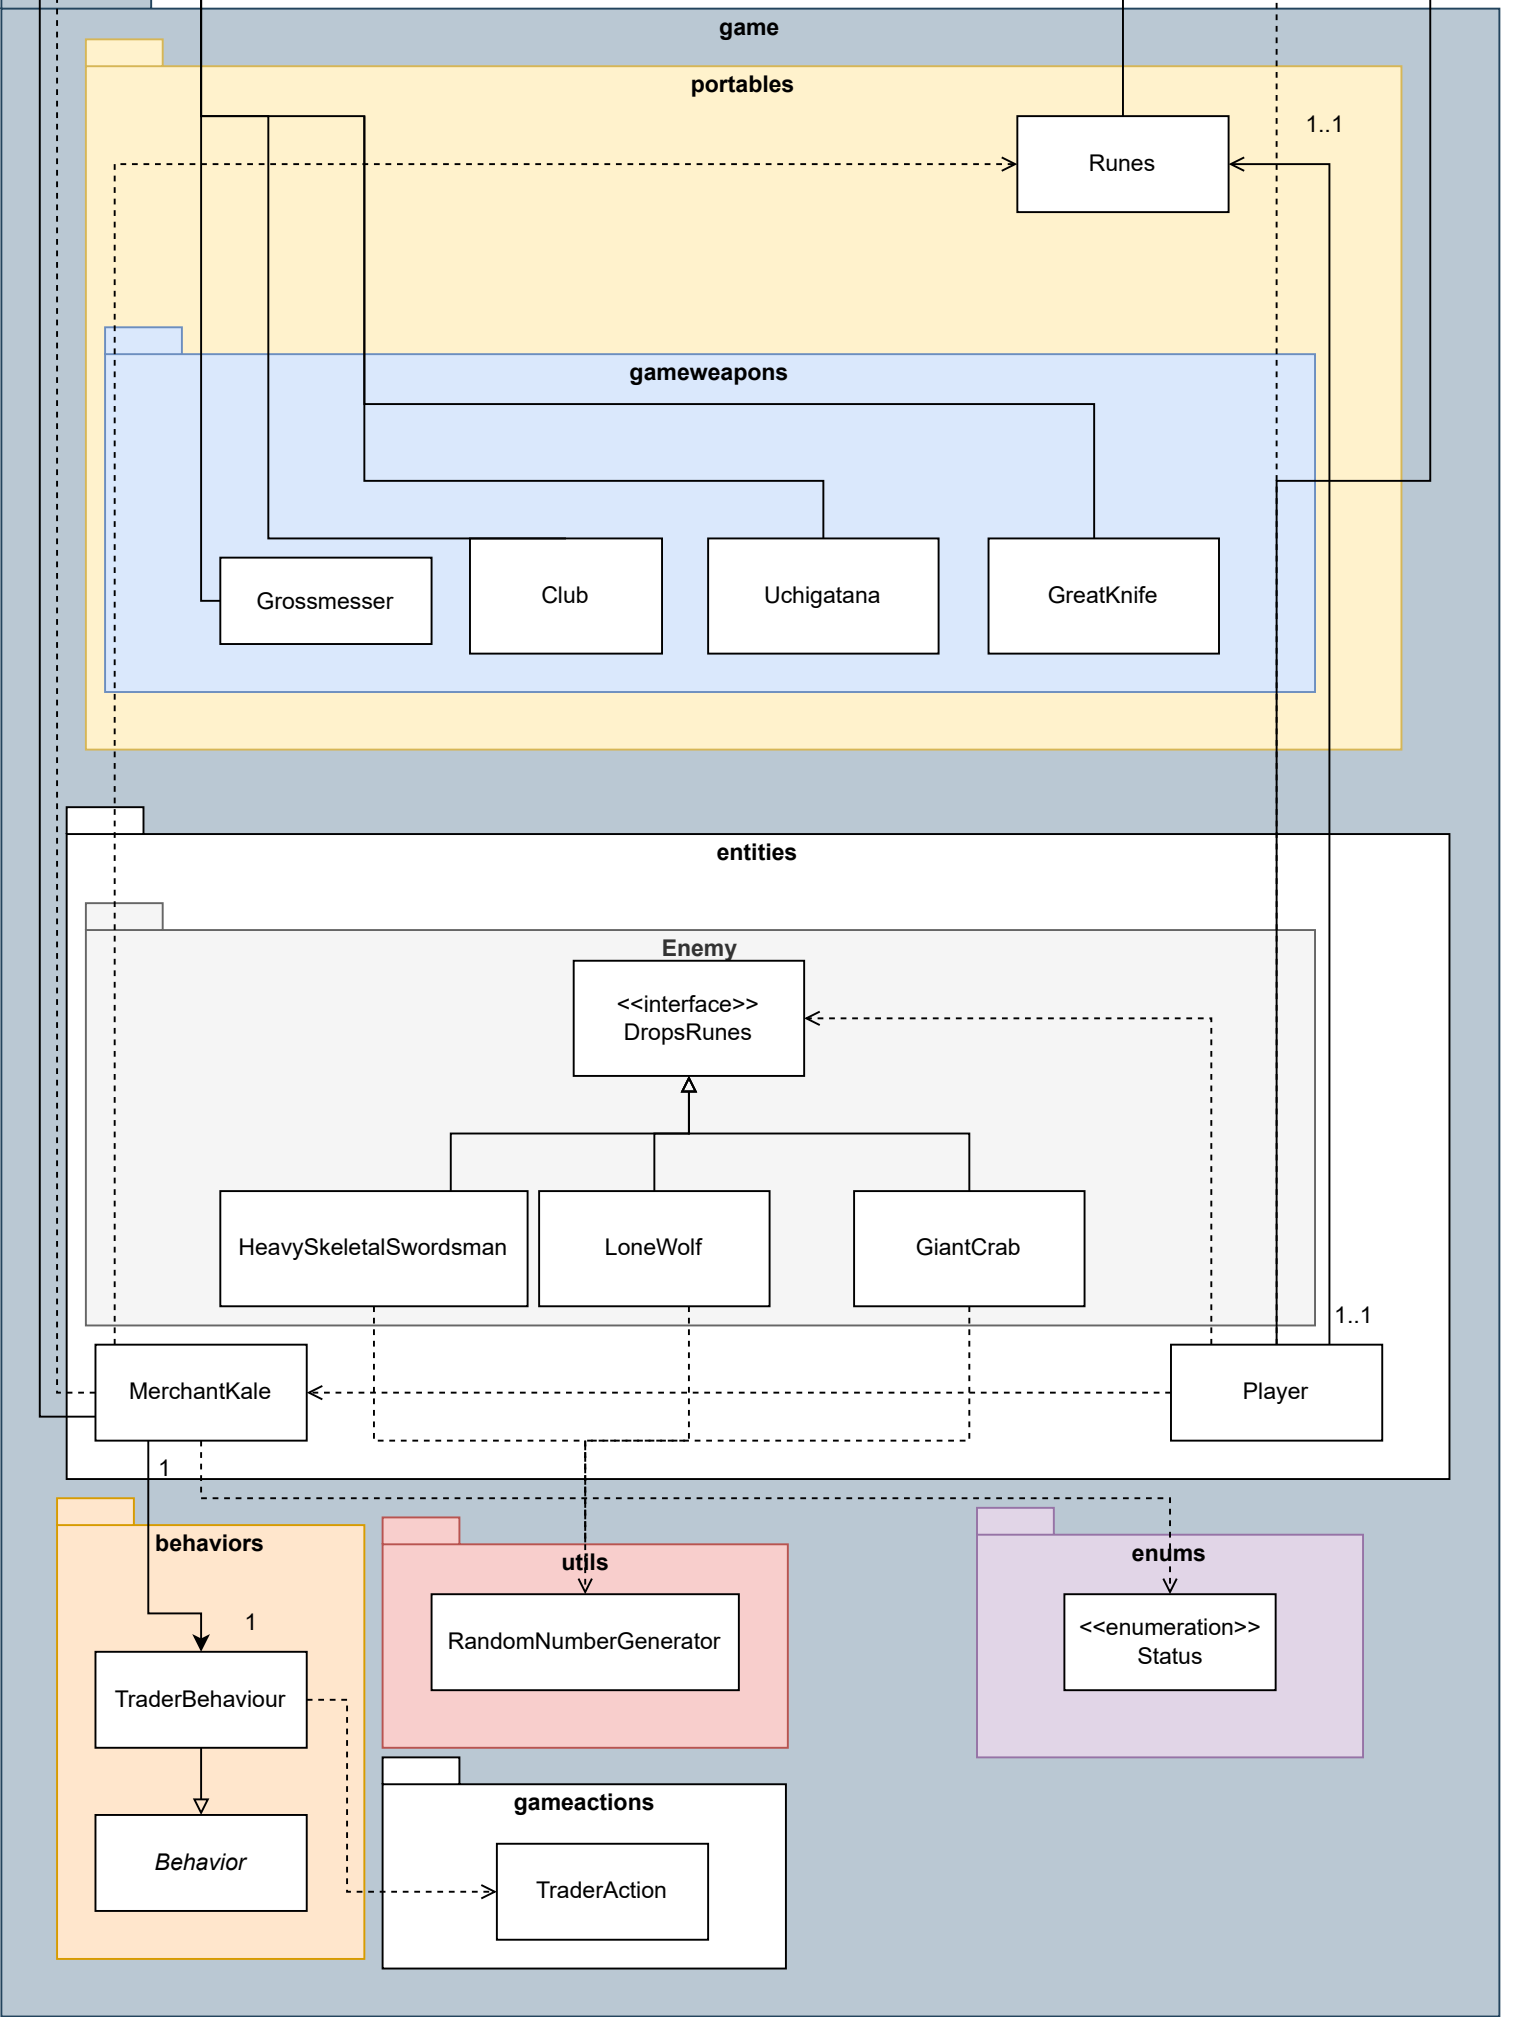 game
portables
1..1
Runes
gameweapons
Grossmesser
Club
Uchigatana
GreatKnife
entities
Enemy
<<interface>>
DropsRunes
HeavySkeletalSwordsman
LoneWolf
GiantCrab
1..1
MerchantKale
Player
1
behaviors
utils
enums
1
RandomNumberGenerator
<<enumeration>>
Status
TraderBehaviour
gameactions
Behavior
TraderAction